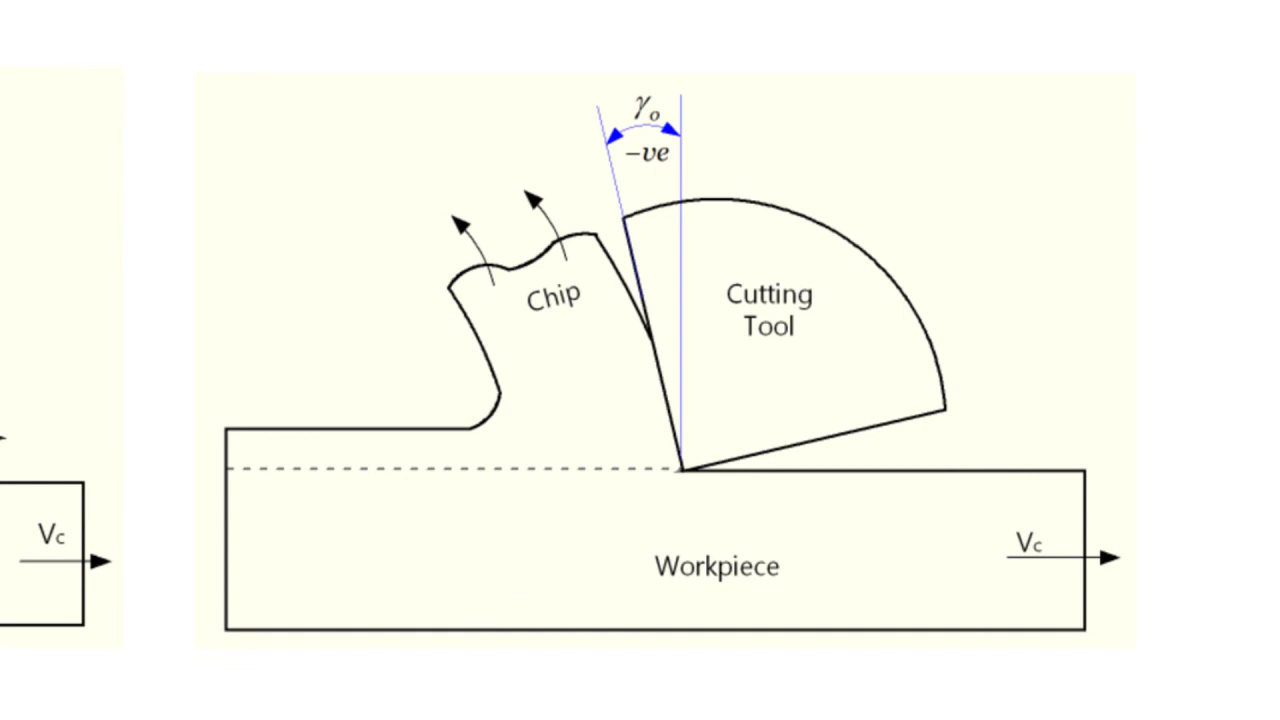 γo
–ve
Chip
Cutting
Tool
Vc
Vc
Workpiece